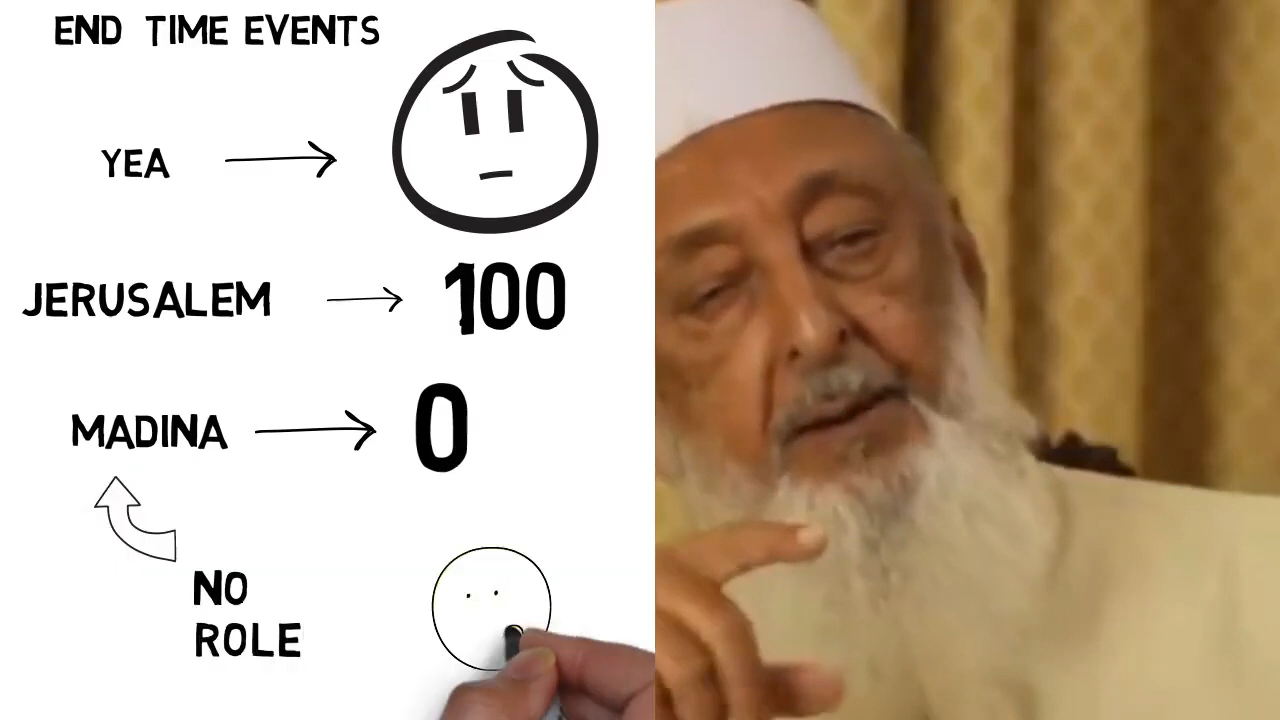 END TIME EVENTS
YEA
JERUSALEM 100
MADINA 0
NO
ROLE